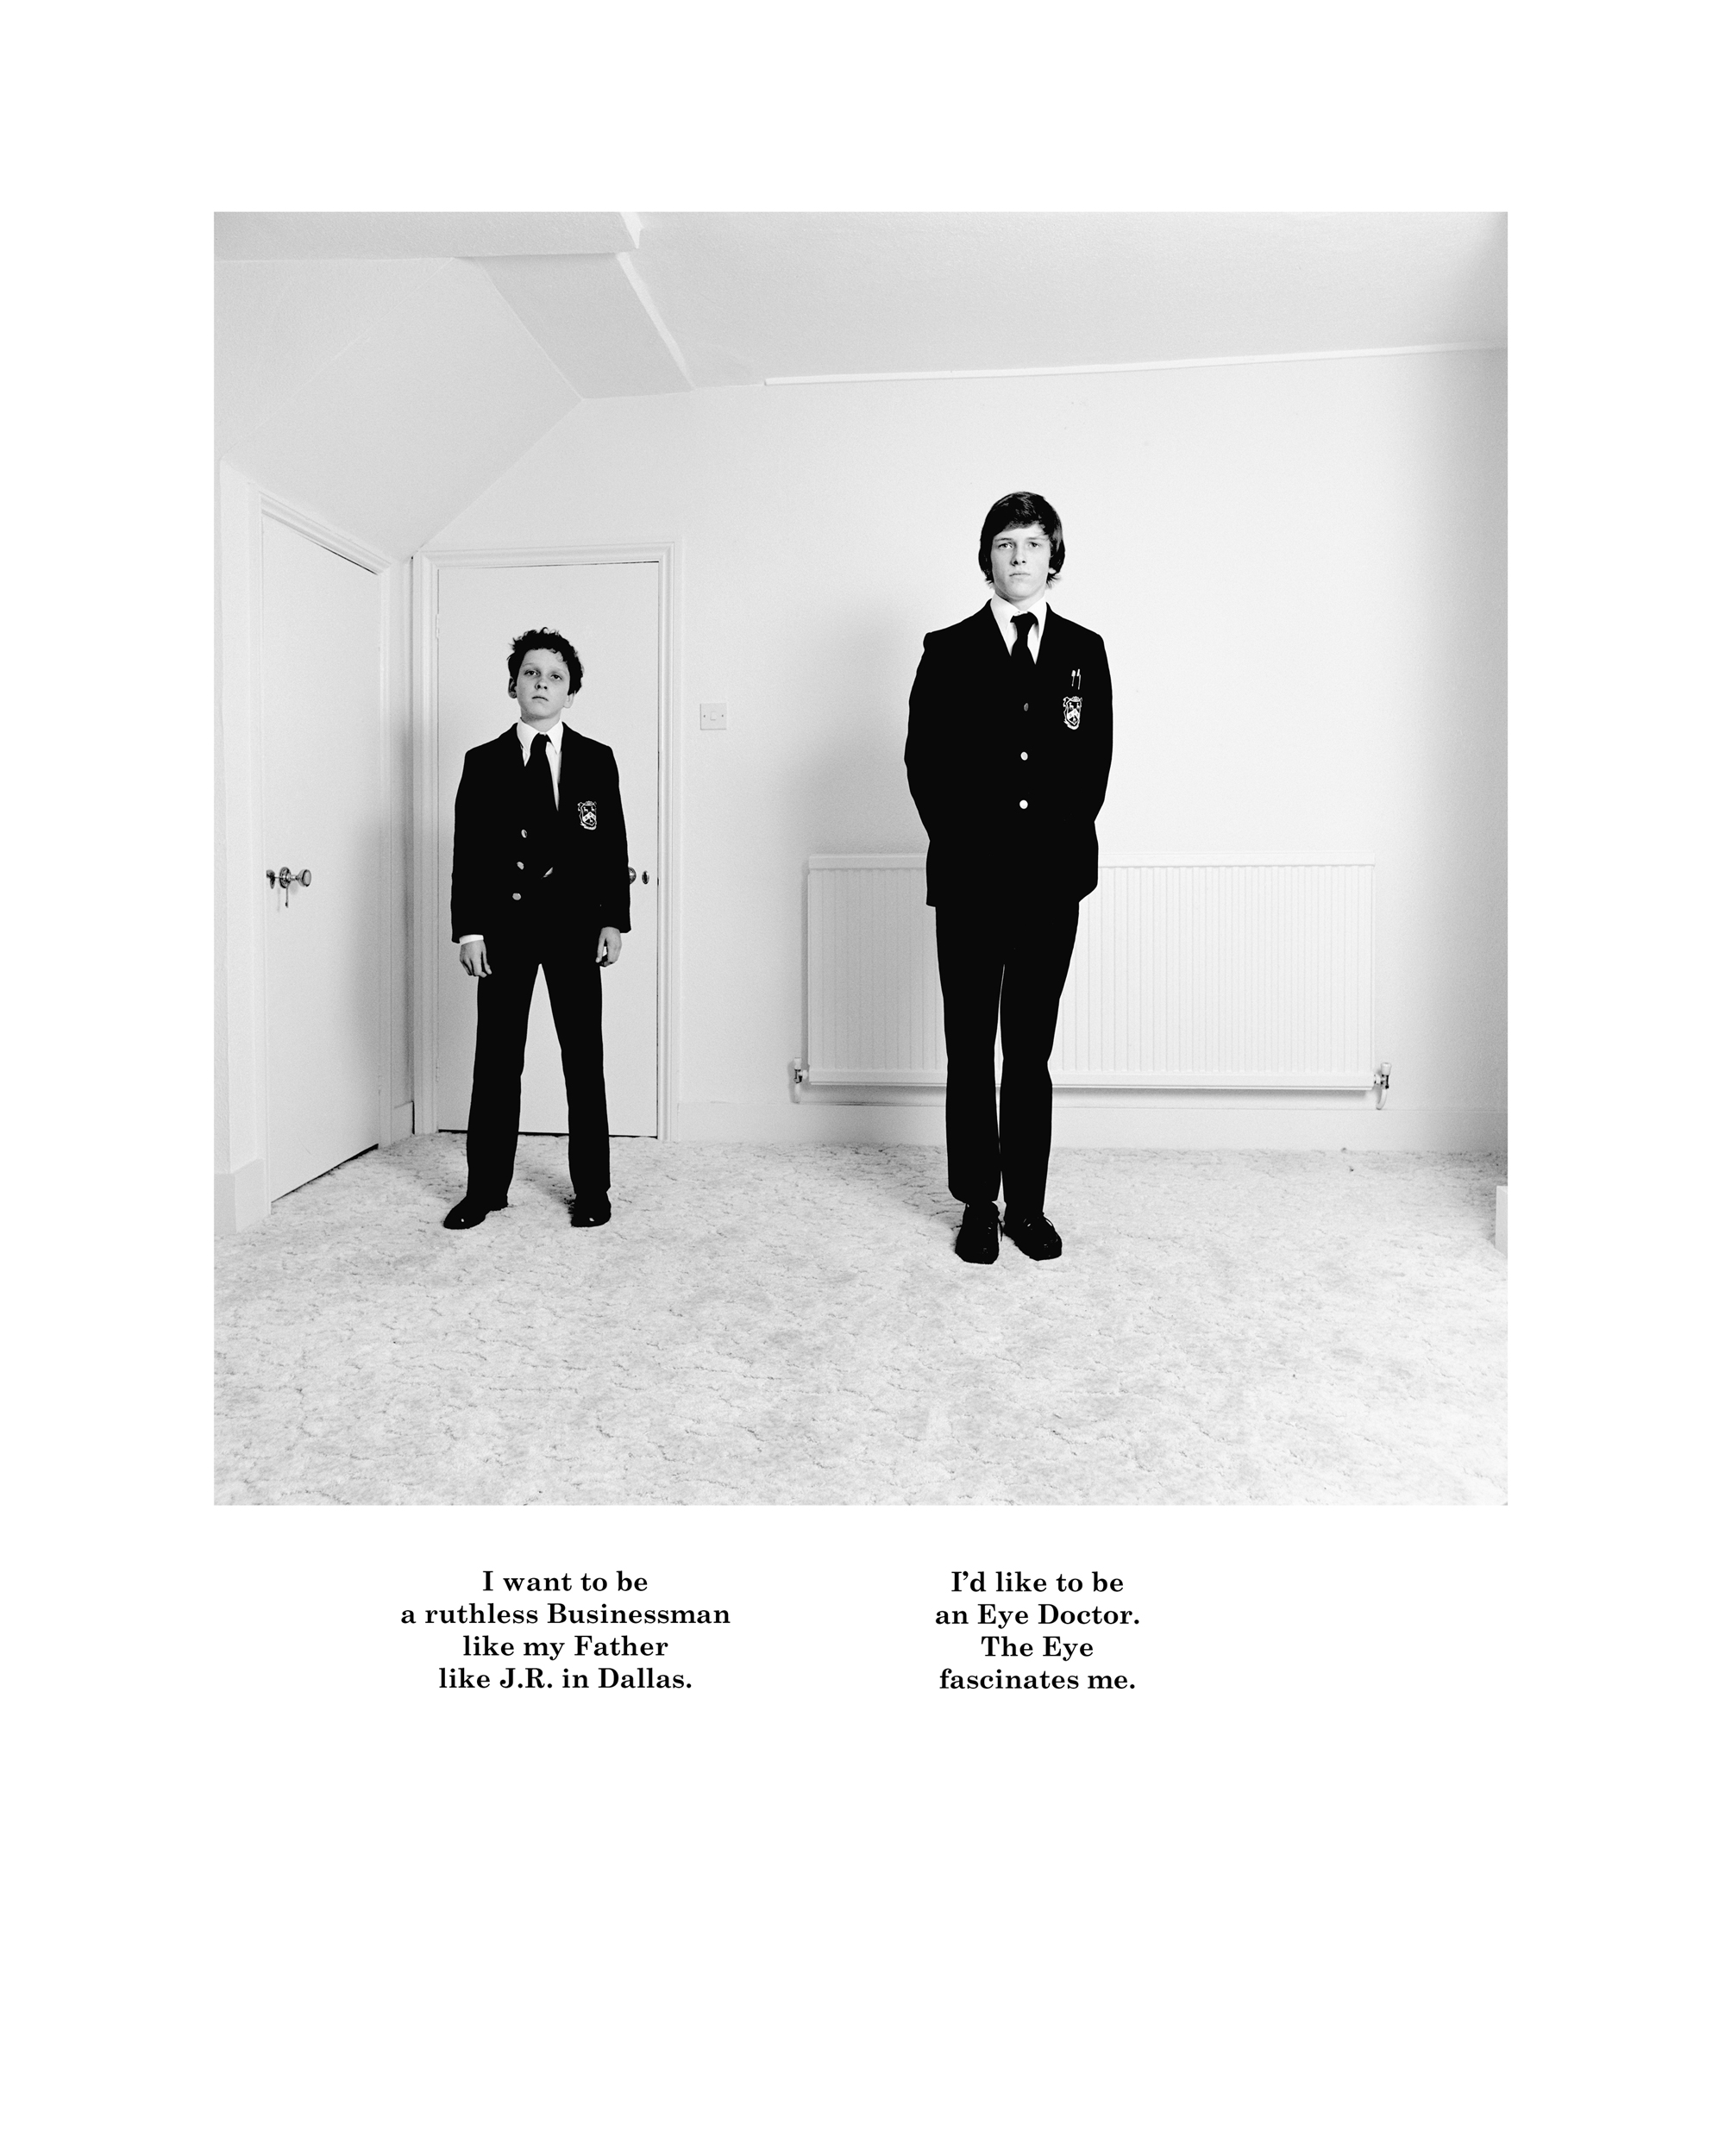 I want to be
a ruthless Businessman
like my Father
like J.R. in Dallas.
I’d like to be
an Eye Doctor.
The Eye
fascinates me.